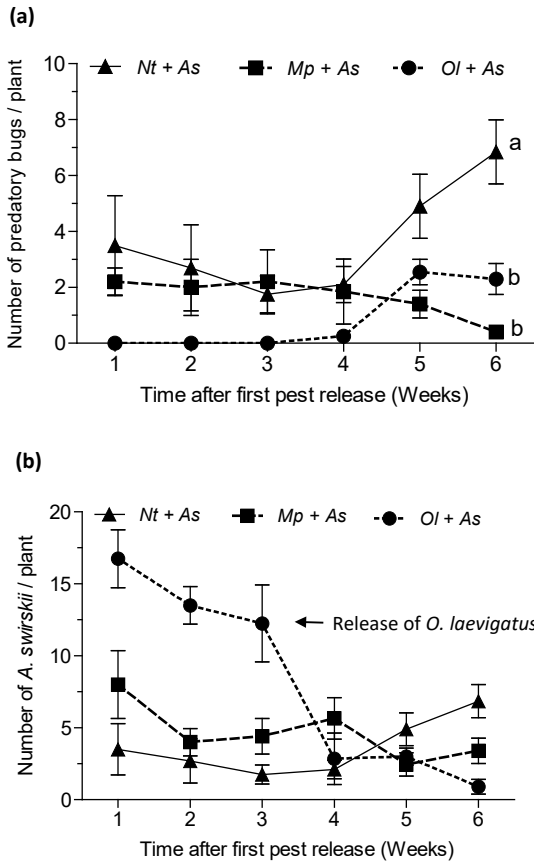 (a)
Nt + As Mp + As Ol + As
Number of predatory bugs / plant
10
8
6
4
2
0
a
b
b
1 2 3 4 5 6
Time after first pest release (Weeks)
(b)
Nt + As Mp + As Ol + As
Number of A. swirskii / plant
20
15
10
5
0
Release of O. laevigatus
1 2 3 4 5 6
Time after first pest release (Weeks)